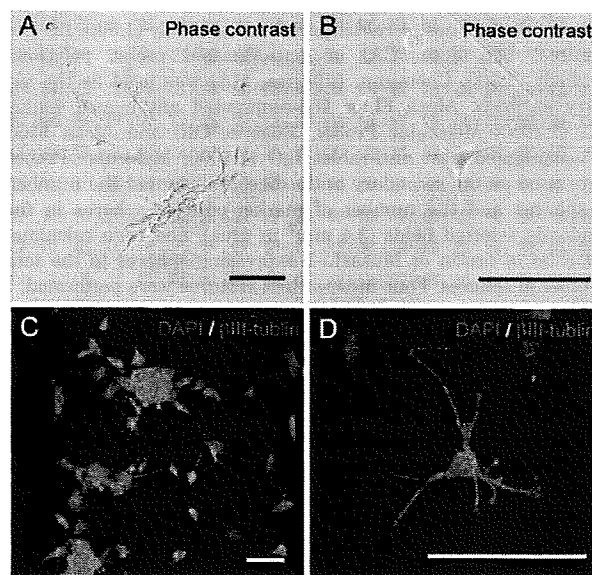 A Phase contrast
B Phase contrast
C DAPI / βIII-tublin
D DAPI / βIII-tublin